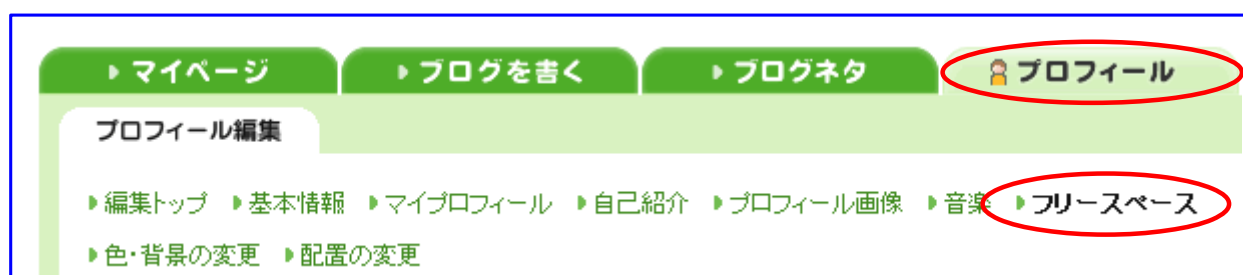 マイページ ブログを書く ブログネタ プロフィール
プロフィール編集
編集トップ 基本情報 マイプロフィール 自己紹介 プロフィール画像 音楽 フリースペース
色・背景の変更 配置の変更